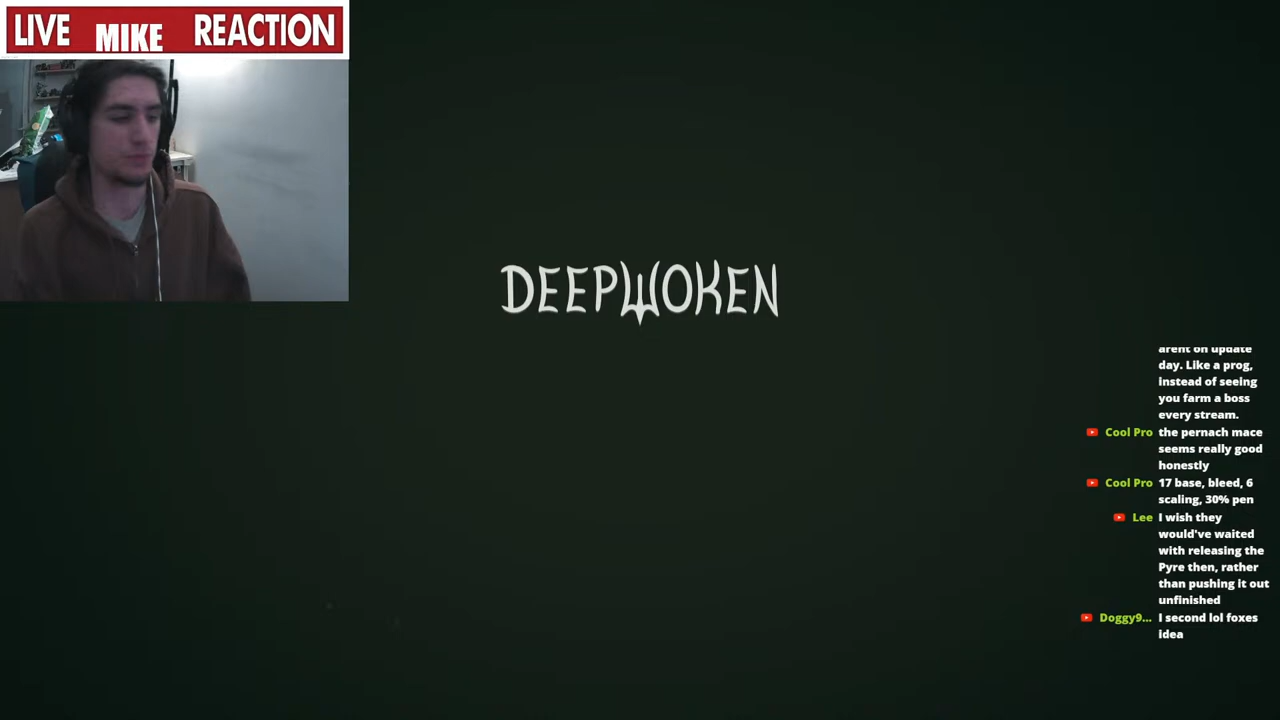 LIVE MIKE REACTION
DEEPWOKEN
arent on update
day. Like a prog,
instead of seeing
you farm a boss
every stream.
Cool Pro the pernach mace
seems really good
honestly
Cool Pro 17 base, bleed, 6
scaling, 30% pen
Lee I wish they
would've waited
with releasing the
Pyre then, rather
than pushing it out
unfinished
Doggy9... I second lol foxes
idea